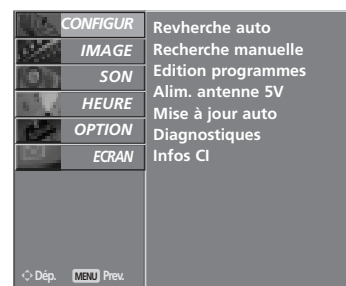 CONFIGUR
IMAGE
SON
HEURE
OPTION
ECRAN
Revherche auto
Recherche manuelle
Edition programmes
Alim. antenne 5V
Mise à jour auto
Diagnostiques
Infos CI
Dép. MENU Prev.